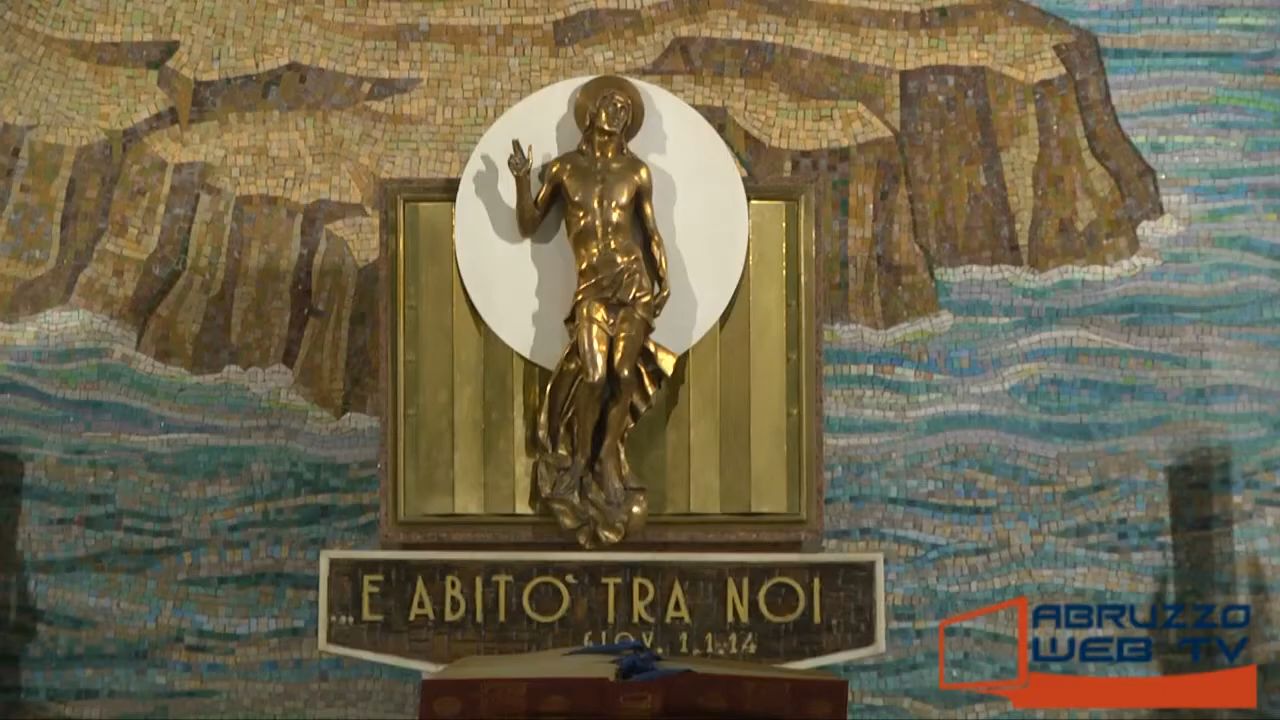 ...E ABITO' TRA NOI
GIOV. 1.1.14
ABRUZZO
WEB TV